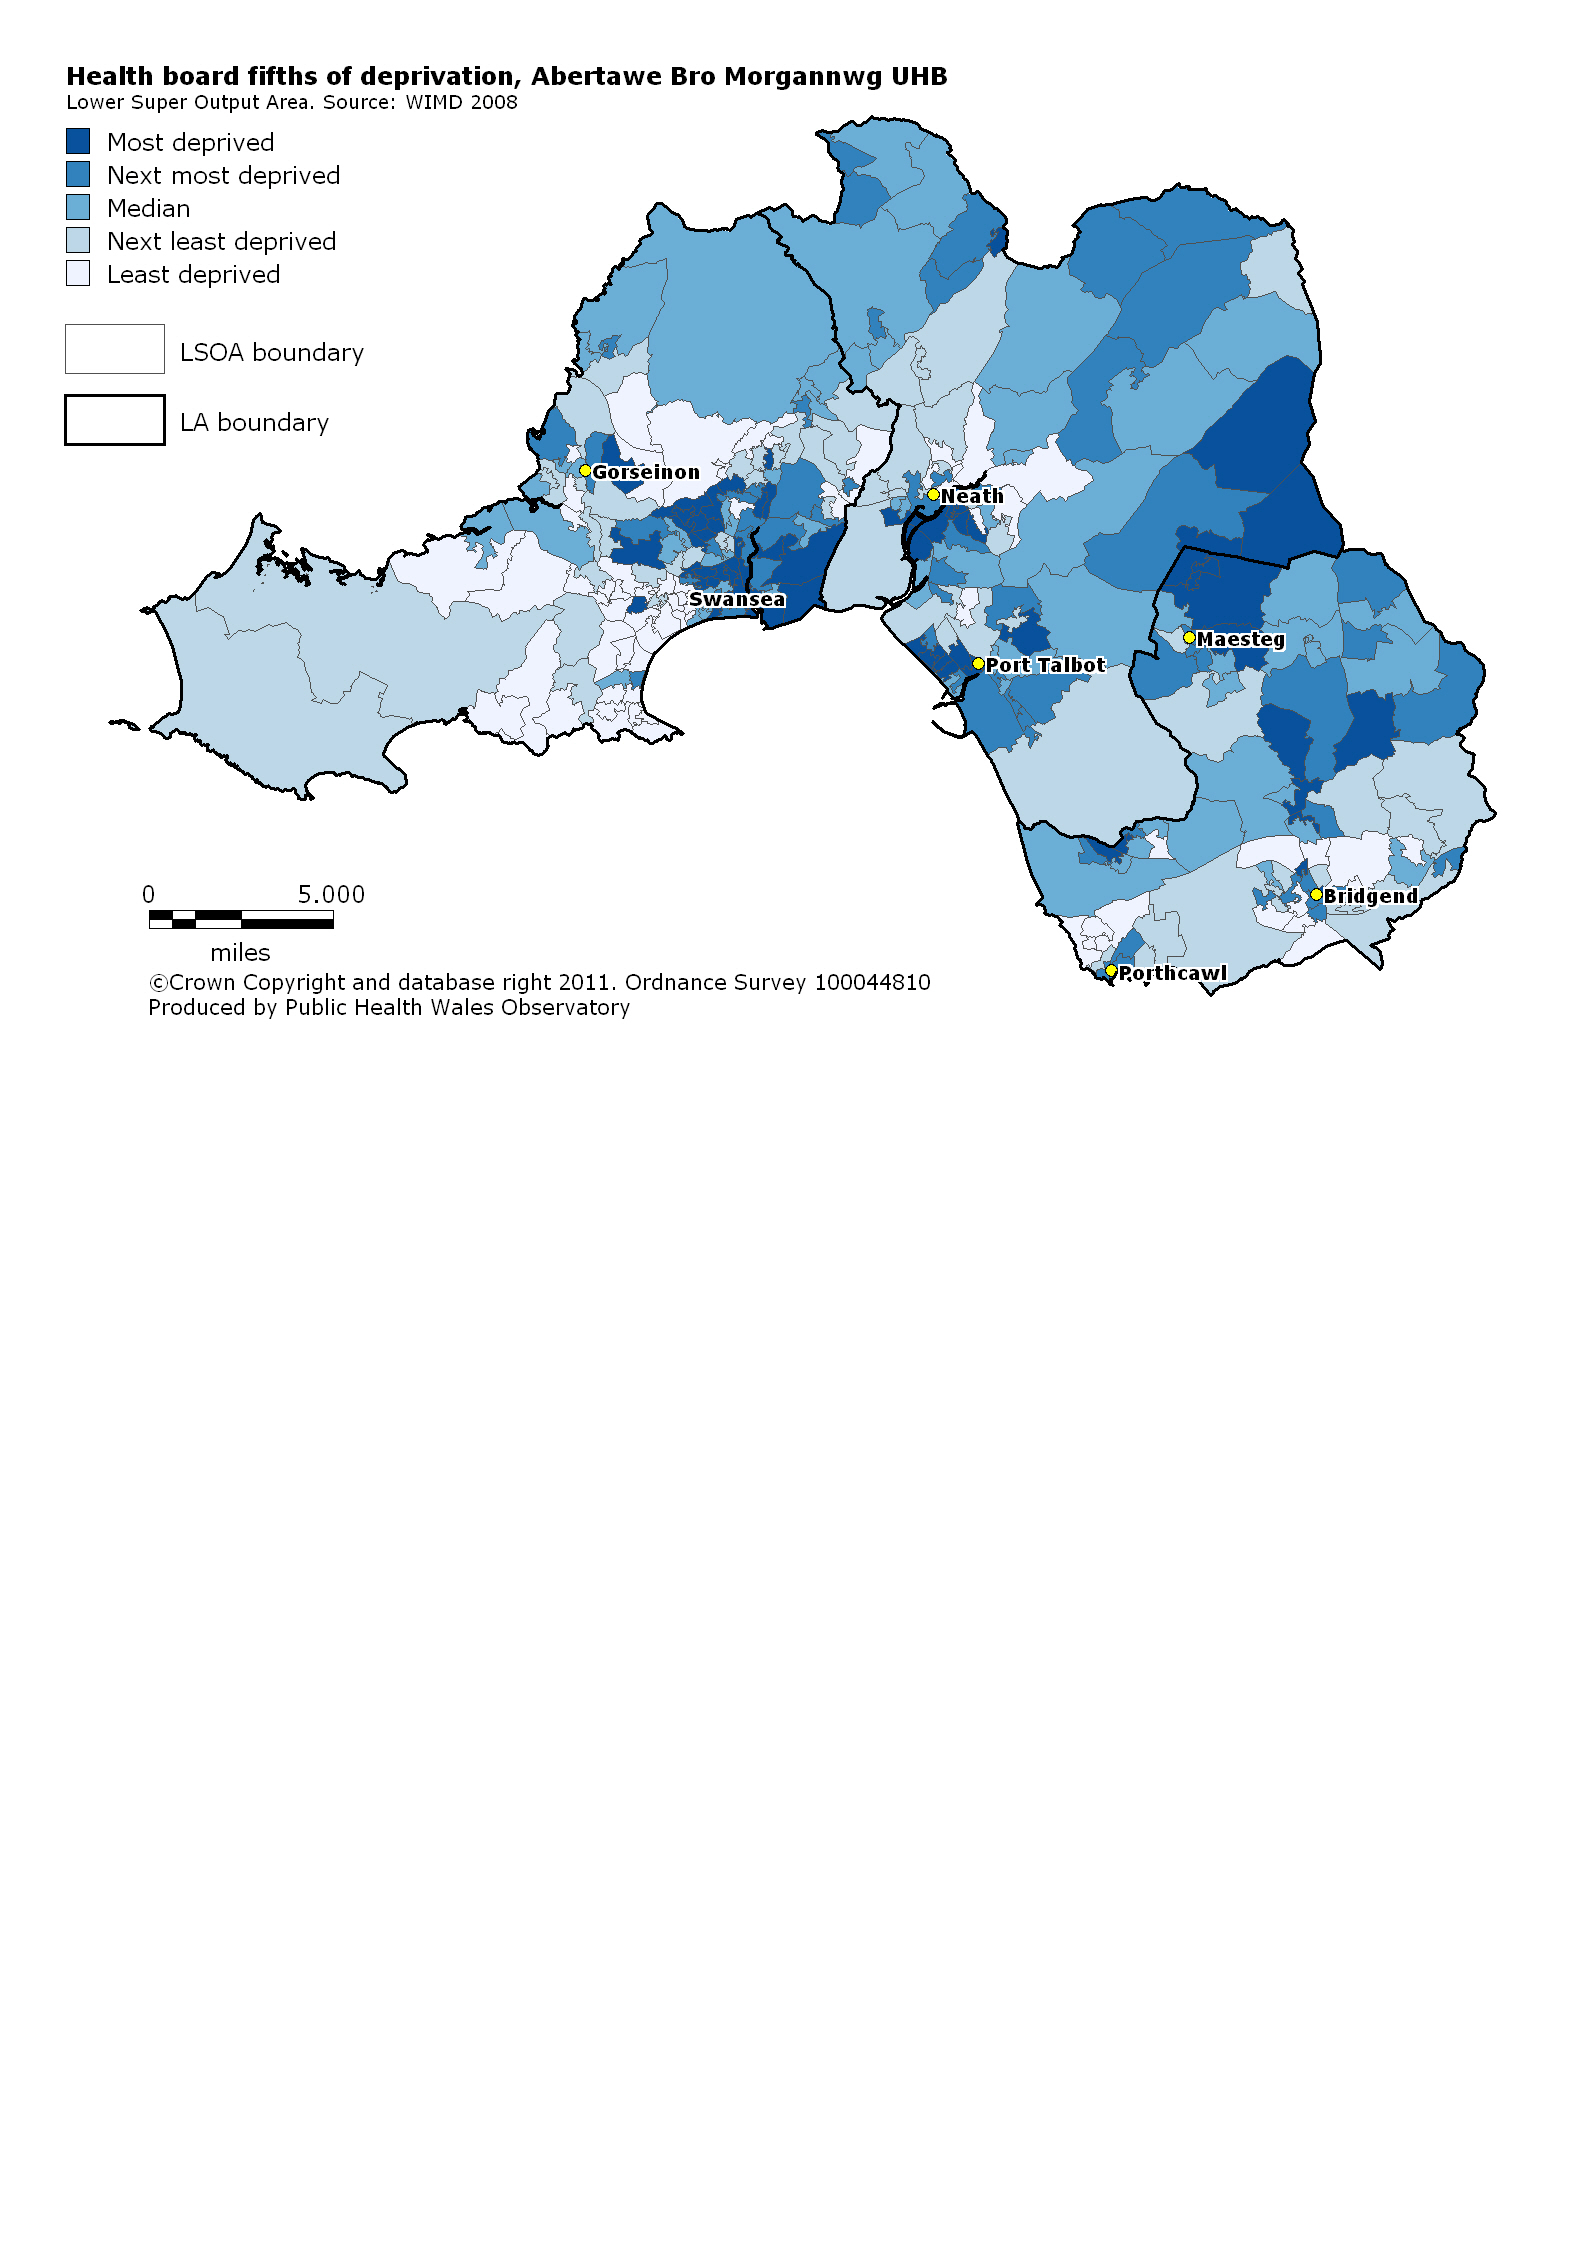 Health board fifths of deprivation, Abertawe Bro Morgannwg UHB
Lower Super Output Area. Source: WIMD 2008
Most deprived
Next most deprived
Median
Next least deprived
Least deprived
LSOA boundary
LA boundary
Gorseinon
Neath
Swansea
Maesteg
Port Talbot
Bridgend
Porthcawl
0 5.000
miles
©Crown Copyright and database right 2011. Ordnance Survey 100044810
Produced by Public Health Wales Observatory